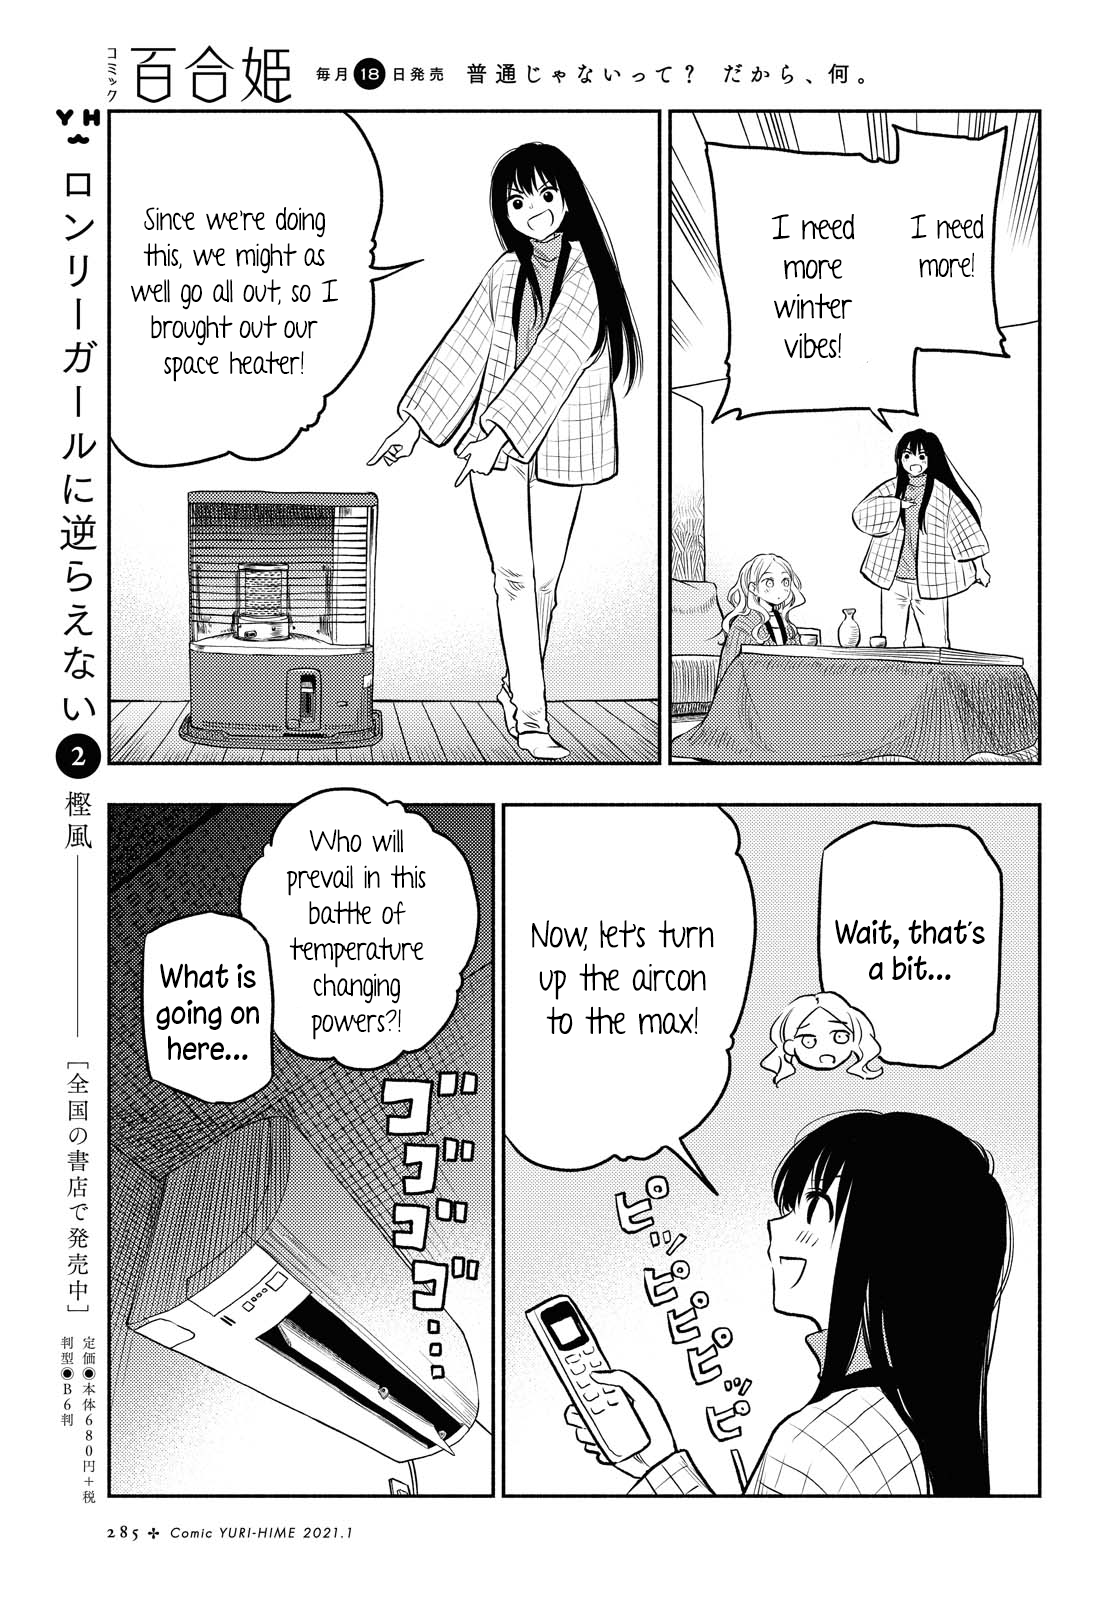 コミック
百合姫
毎月18日発売 普通じゃないって？ だから、何。
YH
ロンリーガールに逆らえない
2
樫風
[全国の書店で発売中]
定価◉本体680円+税
判型◉B6判
I need
more!
I need
more
winter
vibes!
Since we're doing
this, we might as
well go all out, so I
brought out our
space heater!
Wait, that's
a bit...
Now, let's turn
up the aircon
to the max!
ピッピピピピッピ
Who will
prevail in this
battle of
temperature
changing
powers?!
What is
going on
here...
ゴゴゴゴ...
285 ✢ Comic YURI-HIME 2021.1